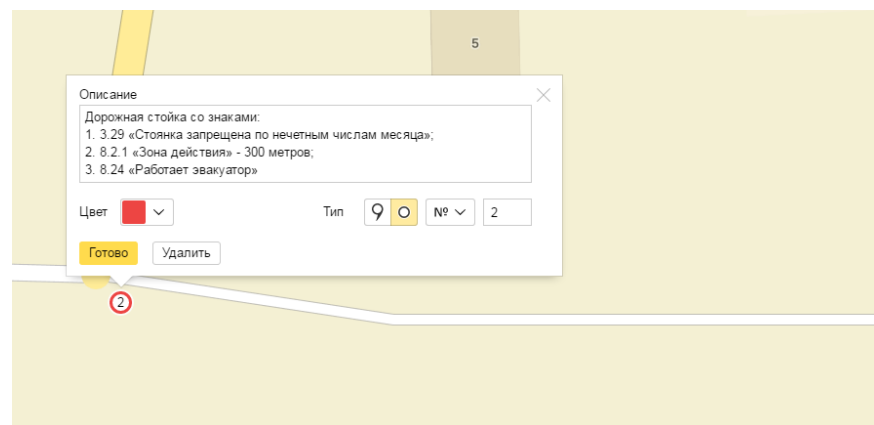 5
Описание
Дорожная стойка со знаками:
1. 3.29 «Стоянка запрещена по нечетным числам месяца»;
2. 8.2.1 «Зона действия» - 300 метров;
3. 8.24 «Работает эвакуатор»
Цвет Тип № 2
Готово Удалить
2